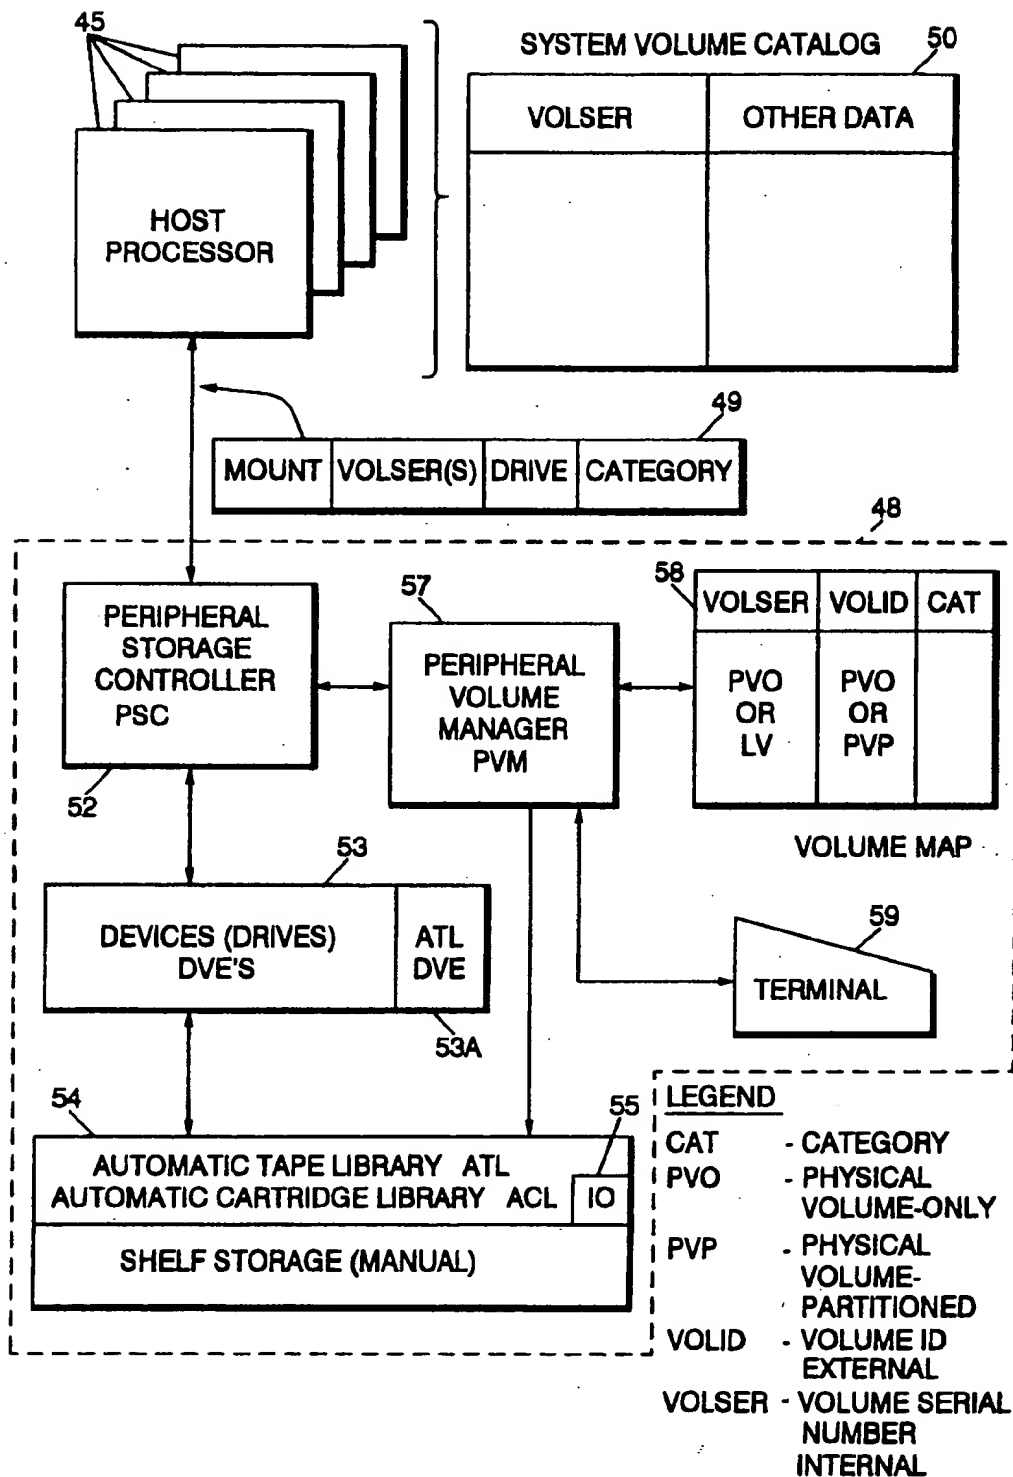 45
SYSTEM VOLUME CATALOG
50
VOLSER
OTHER DATA
HOST
PROCESSOR
49
MOUNT
VOLSER(S)
DRIVE
CATEGORY
48
PERIPHERAL
STORAGE
CONTROLLER
PSC
52
57
PERIPHERAL
VOLUME
MANAGER
PVM
58
VOLSER
VOLID
CAT
PVO
OR
LV
PVO
OR
PVP
VOLUME MAP
53
DEVICES (DRIVES)
DVE'S
ATL
DVE
53A
59
TERMINAL
54
55
AUTOMATIC TAPE LIBRARY ATL
AUTOMATIC CARTRIDGE LIBRARY ACL
IO
SHELF STORAGE (MANUAL)
LEGEND
CAT - CATEGORY
PVO - PHYSICAL
VOLUME-ONLY
PVP - PHYSICAL
VOLUME-
PARTITIONED
VOLID - VOLUME ID
EXTERNAL
VOLSER - VOLUME SERIAL
NUMBER
INTERNAL